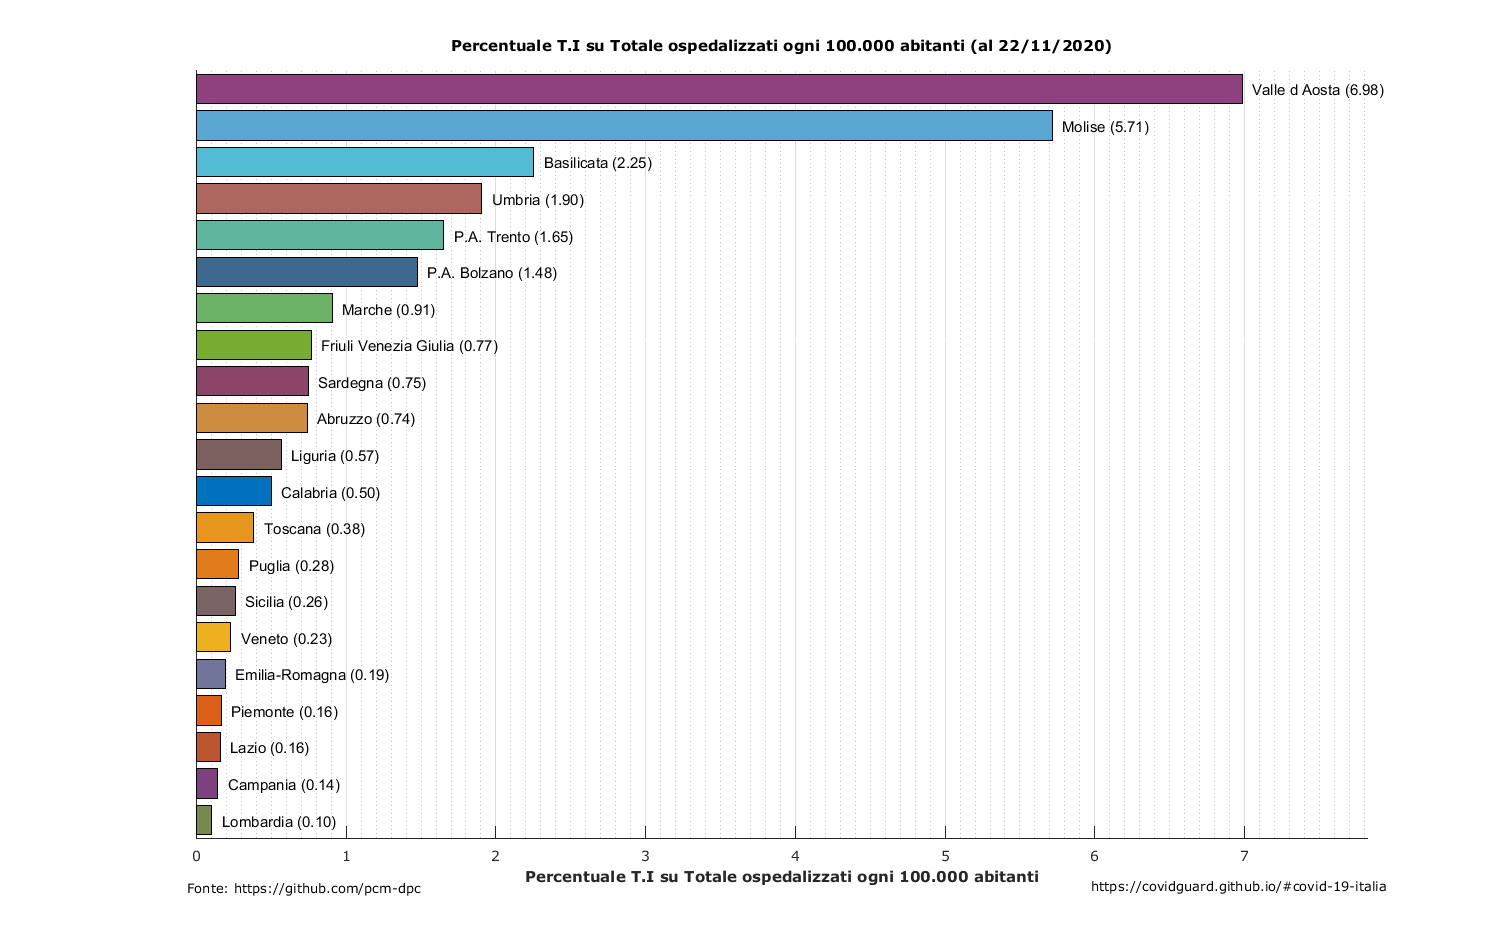 Percentuale T.I su Totale ospedalizzati ogni 100.000 abitanti (al 22/11/2020)
Valle d Aosta (6.98)
Molise (5.71)
Basilicata (2.25)
Umbria (1.90)
P.A. Trento (1.65)
P.A. Bolzano (1.48)
Marche (0.91)
Friuli Venezia Giulia (0.77)
Sardegna (0.75)
Abruzzo (0.74)
Liguria (0.57)
Calabria (0.50)
Toscana (0.38)
Puglia (0.28)
Sicilia (0.26)
Veneto (0.23)
Emilia-Romagna (0.19)
Piemonte (0.16)
Lazio (0.16)
Campania (0.14)
Lombardia (0.10)
0 1 2 3 4 5 6 7
Percentuale T.I su Totale ospedalizzati ogni 100.000 abitanti
Fonte: https://github.com/pcm-dpc
https://covidguard.github.io/#covid-19-italia